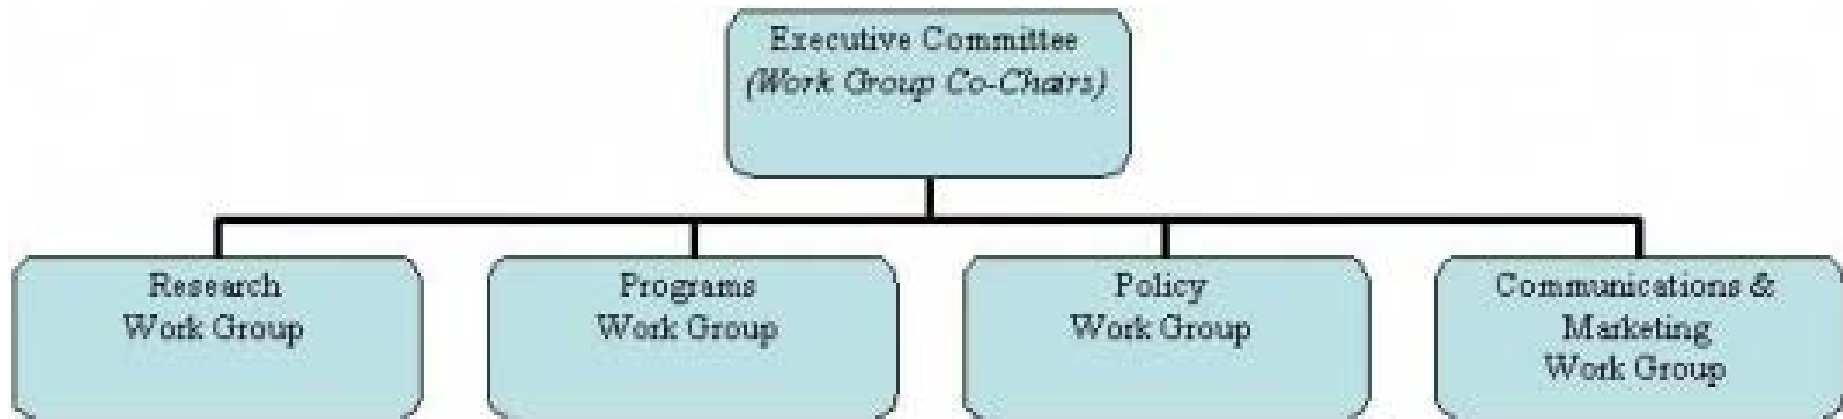 Executive Committee
(Work Group Co-Chairs)
Research
Work Group
Programs
Work Group
Policy
Work Group
Communications &
Marketing
Work Group